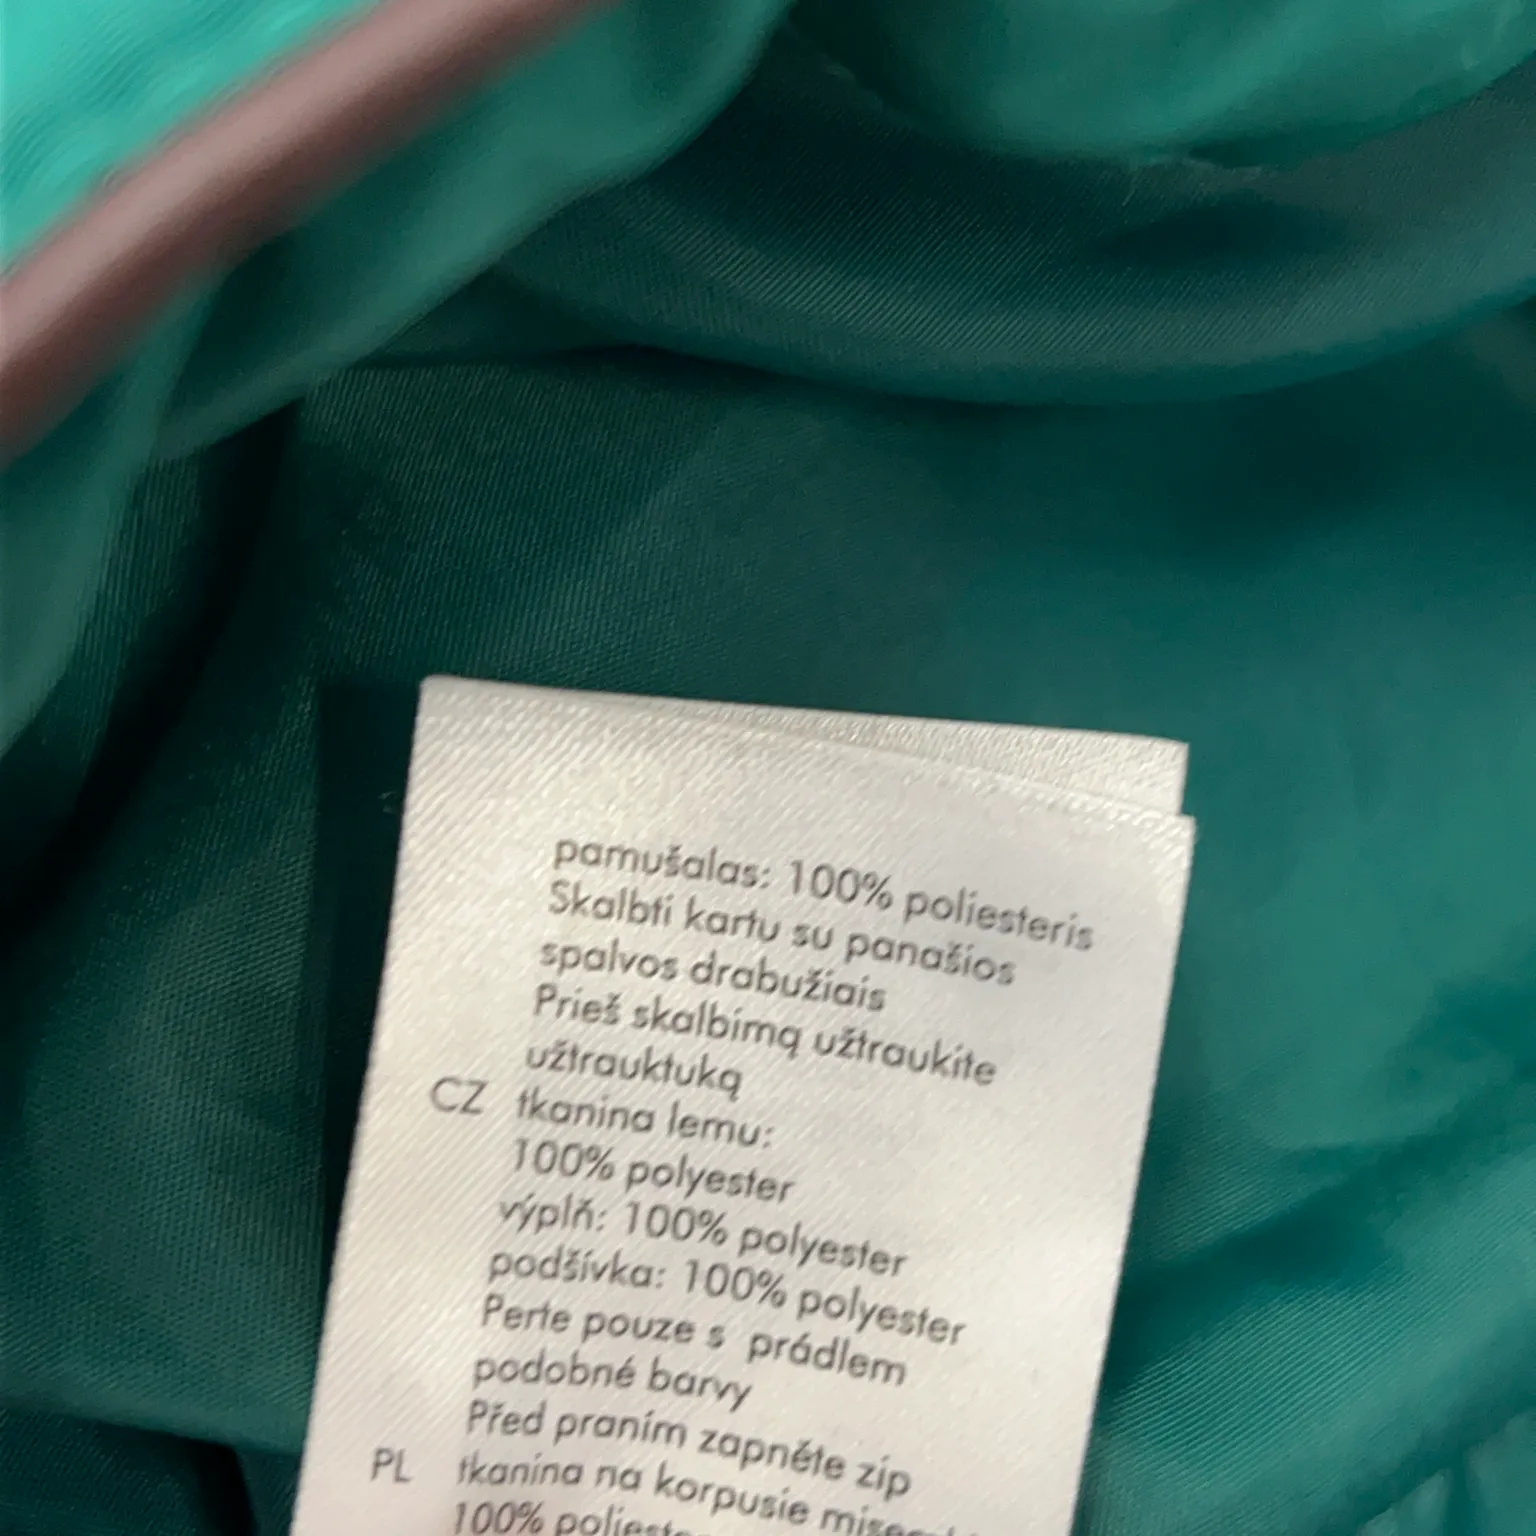 pamušalas: 100% poliesteris
Skalbti kartu su panašios
spalvos drabužiais
Prieš skalbimą užtraukite
užtrauktuką
CZ tkanina lemu:
100% polyester
výplň: 100% polyester
podšívka: 100% polyester
Perte pouze s prádlem
podobné barvy
Před praním zapněte zip
PL tkanina na korpusie
100%